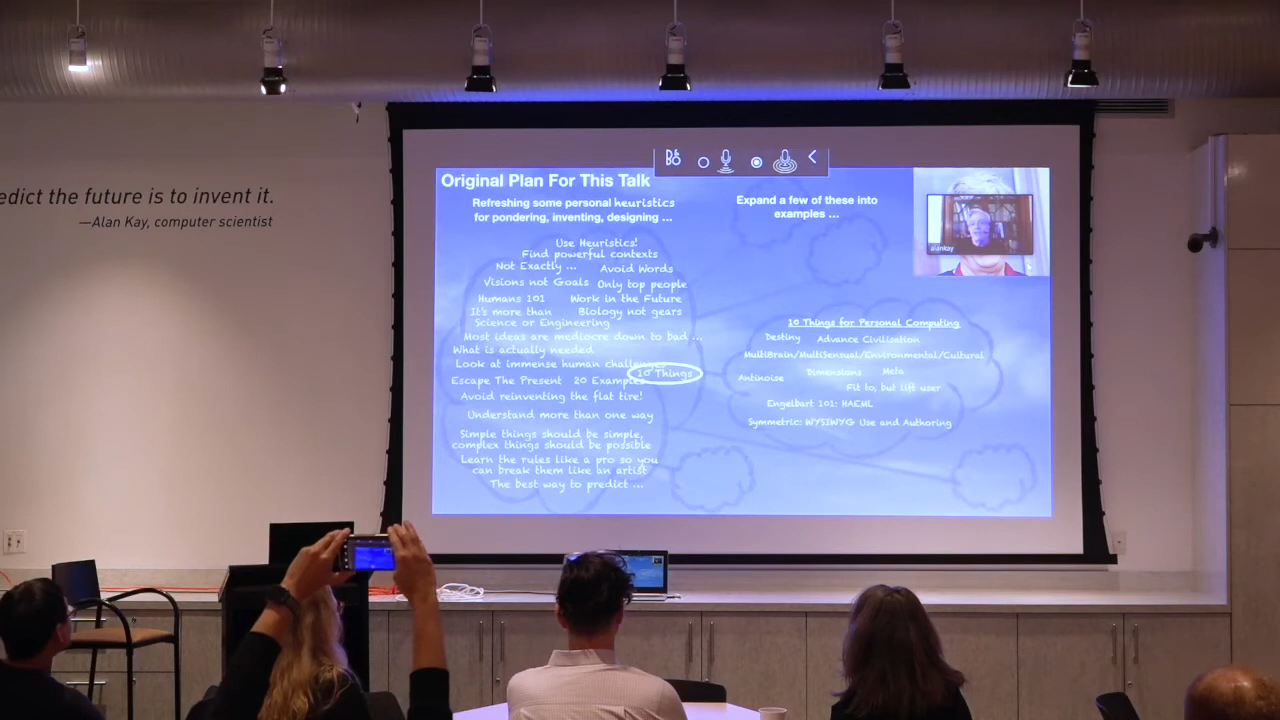 edict the future is to invent it.
—Alan Kay, computer scientist
B&O
Original Plan For This Talk
Refreshing some personal heuristics
for pondering, inventing, designing ...
Use Heuristics!
Find powerful contexts
Not Exactly ... Avoid Words
Visions not Goals Only top people
Humans 101 Work in the Future
It's more than Biology not gears
Science or Engineering
Most ideas are mediocre down to bad ...
What is actually needed
Look at immense human challenges
10 Things
Escape The Present 20 Examples
Avoid reinventing the flat tire!
Understand more than one way
Simple things should be simple,
complex things should be possible
Learn the rules like a pro so you
can break them like an artist
The best way to predict ...
Expand a few of these into
examples ...
alankay
10 Things for Personal Computing
Destiny Advance Civilisation
MultiBrain/MultiSensual/Environmental/Cultural
Dimensions Meta
Antinoise
Fit to, but lift user
Engelbart 101: HAEML
Symmetric: WYSIWYG Use and Authoring